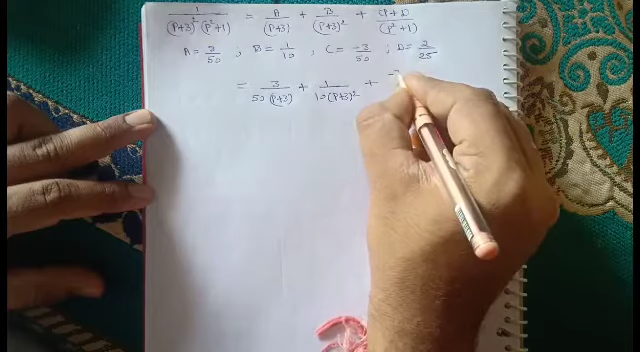 1/((P+3)²(P²+1)) = A/(P+3) + B/(P+3)² + (CP+D)/(P²+1)
A = 3/50 ; B = 1/10 , C = -3/50 ; D = 2/25
= 3/(50(P+3)) + 1/(10(P+3)²) +